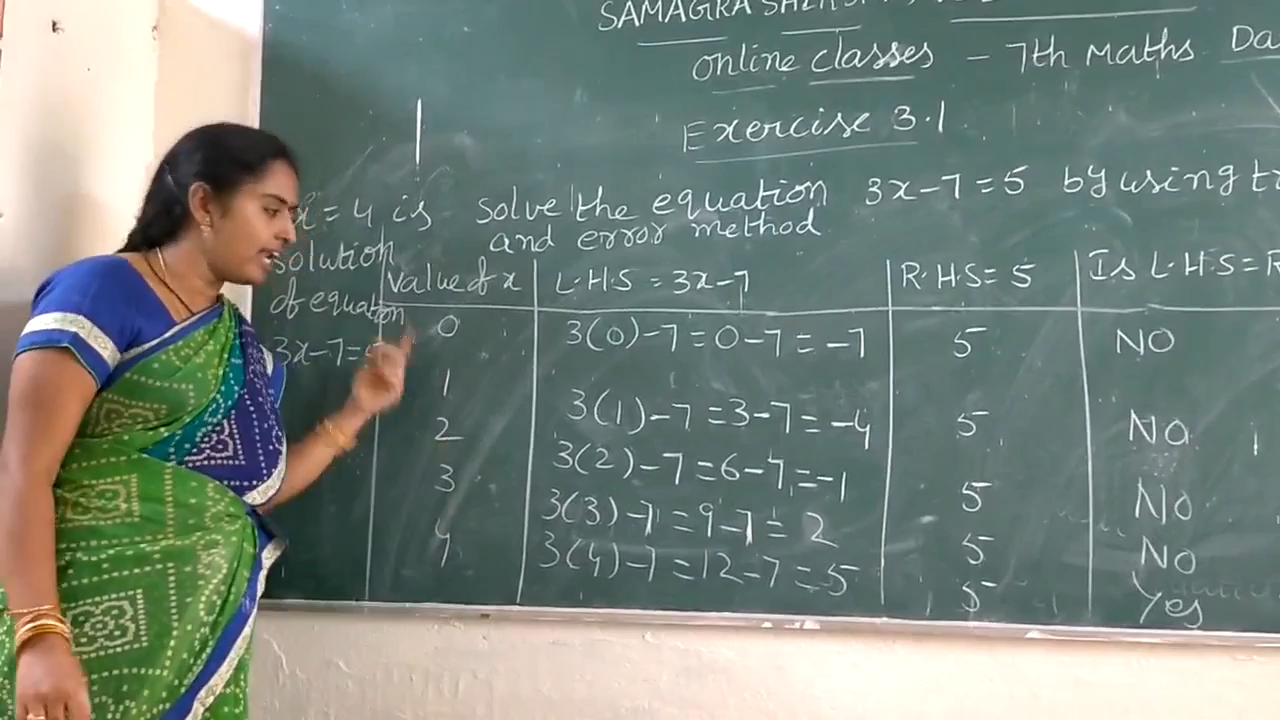 SAMAGRA
online classes - 7th Maths Da
Exercise 3.1
x = 4 is
solution
of equation
3x-7=
solve the equation 3x-7=5 by using
and error method
Value of x L.H.S = 3x-7 R.H.S = 5 Is L.H.S=R
0 3(0)-7=0-7=-7 5 NO
1 3(1)-7=3-7=-4 5 No
2 3(2)-7=6-7=-1 5 No
3 3(3)-7=9-7=2 5 No
4 3(4)-7=12-7=5 5 Yes